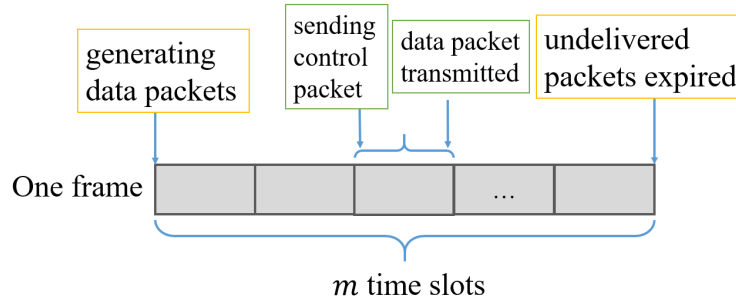 generating
data packets
sending
control
packet
data packet
transmitted
undelivered
packets expired
One frame
...
m time slots